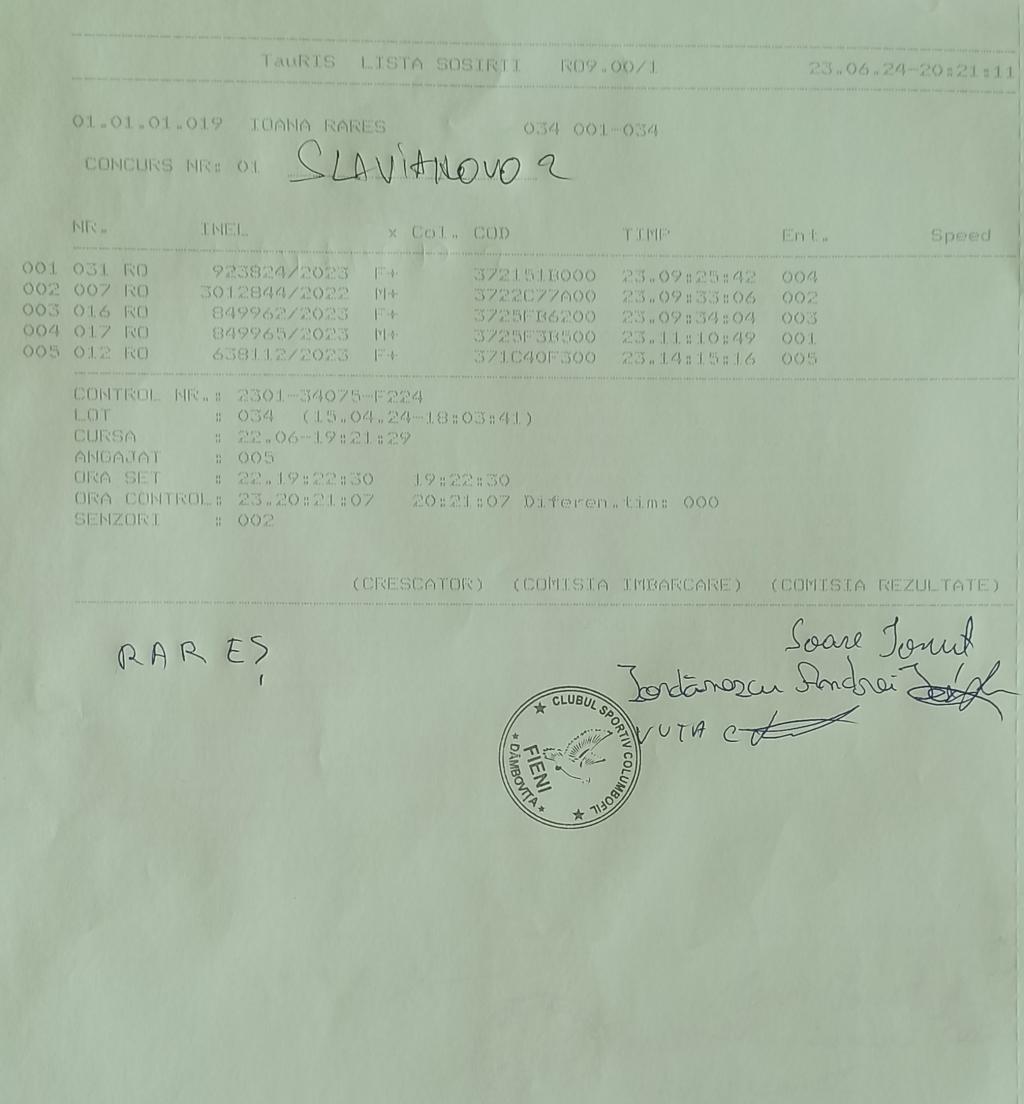 TauRIS LISTA SOSIRII R09.00/1 23.06.24-20:21:11
01.01.01.019 IOANA RARES 034 001-034
CONCURS NR: 01 SLAVIANOVO 2
NR. INEL x Col. COD TIMP Ent. Speed
001 031 RO 923824/2023 F+ 372151B000 23.09:25:42 004
002 007 RO 3012844/2022 M+ 3722C77A00 23.09:33:06 002
003 016 RO 849962/2023 F+ 3725FB6200 23.09:34:04 003
004 017 RO 849965/2023 M+ 3725F3B500 23.11:10:49 001
005 012 RO 638112/2023 F+ 371C40F300 23.14:15:16 005
CONTROL NR.: 2301-34075-F224
LOT : 034 (15.04.24-18:03:41)
CURSA : 22.06-19:21:29
ANGAJAT : 005
ORA SET : 22.19:22:30 19:22:30
ORA CONTROL: 23.20:21:07 20:21:07 Diferen.tim: 000
SENZORI : 002
(CRESCATOR) (COMISIA IMBARCARE) (COMISIA REZULTATE)
RAREȘ
Soare Ionut
Iordănescu Andrei
VUTA C
CLUBUL SPORTIV COLUMBOFIL
FIENI
DÂMBOVIȚA